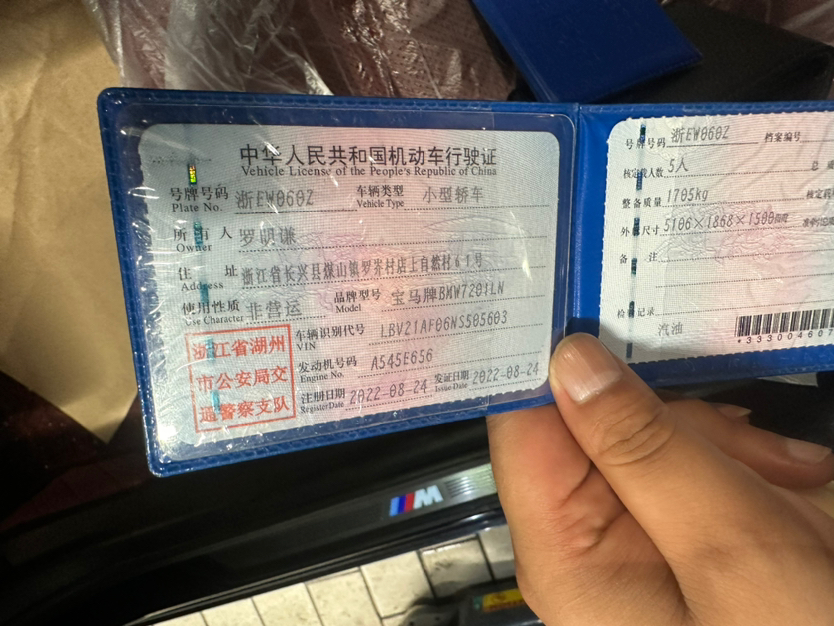 中华人民共和国机动车行驶证
Vehicle License of the People's Republic of China
号牌号码 浙EW060Z 车辆类型 小型轿车
Plate No. Vehicle Type
所有人 罗明谦
Owner
住址 浙江省长兴县煤山镇罗岕村店上自然村61号
Address
使用性质 非营运 品牌型号 宝马牌BMW7201LN
Use Character Model
浙江省湖州
市公安局交
通警察支队
车辆识别代号 LBV21AF06NS505603
VIN
发动机号码 A545E656
Engine No.
注册日期 2022-08-24 发证日期 2022-08-24
Register Date Issue Date
号牌号码 浙EW060Z 档案编号
核定载人数 5人 总
整备质量 1705kg 核定
外廓尺寸 5106×1868×1500
备注
检验记录
汽油
M